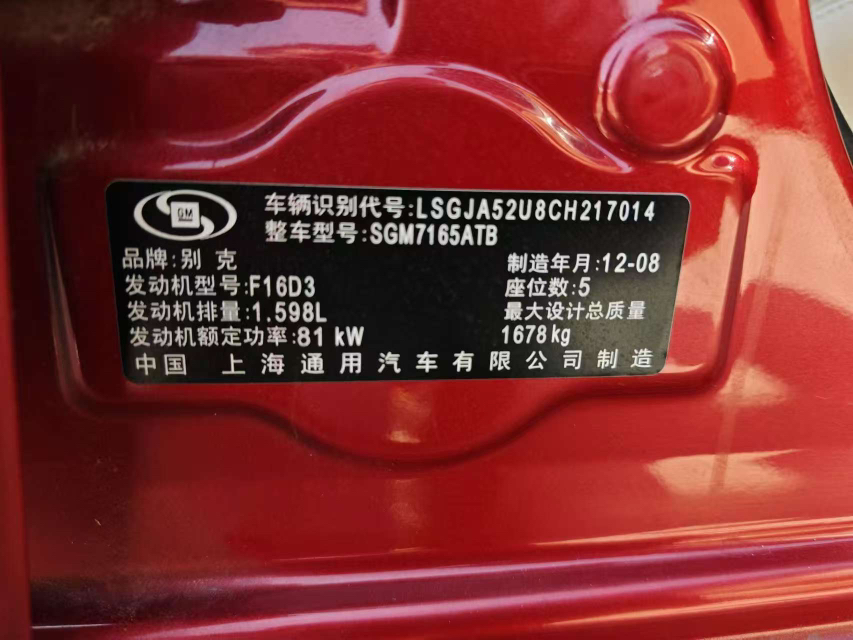 GM
车辆识别代号:LSGJA52U8CH217014
整车型号:SGM7165ATB
品牌:别 克
制造年月:12-08
发动机型号:F16D3
座位数:5
发动机排量:1.598L
最大设计总质量
发动机额定功率:81 kW
1678kg
中国 上海通用汽车有限公司制造